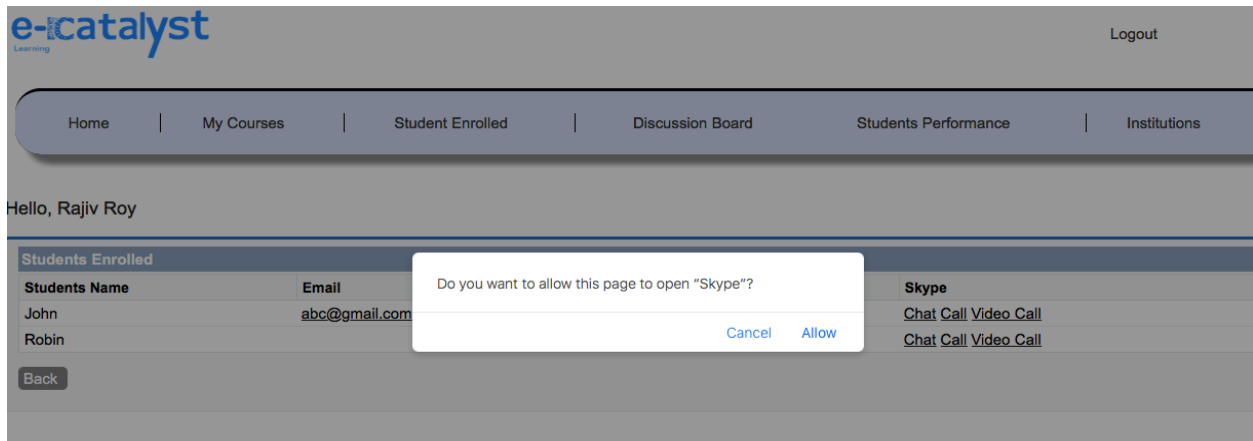 e-catalyst
Learning
Logout
Home My Courses Student Enrolled Discussion Board Students Performance Institutions
Hello, Rajiv Roy
Students Enrolled
Students Name Email Skype
Do you want to allow this page to open “Skype”?
John abc@gmail.com Chat Call Video Call
Cancel Allow
Robin Chat Call Video Call
Back